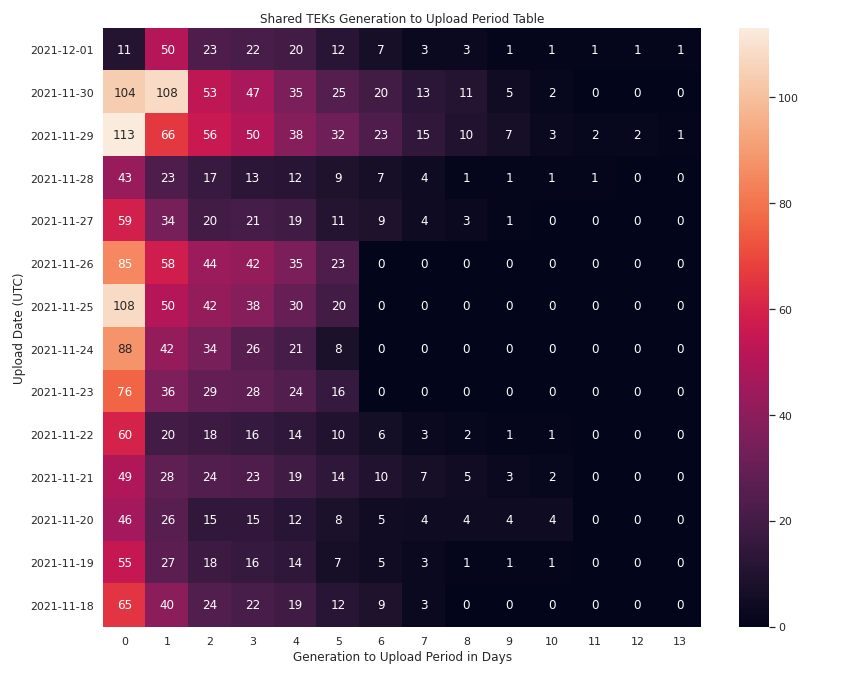 Shared TEKs Generation to Upload Period Table
Upload Date (UTC)
2021-12-01 11 50 23 22 20 12 7 3 3 1 1 1 1 1
2021-11-30 104 108 53 47 35 25 20 13 11 5 2 0 0 0
2021-11-29 113 66 56 50 38 32 23 15 10 7 3 2 2 1
2021-11-28 43 23 17 13 12 9 7 4 1 1 1 1 0 0
2021-11-27 59 34 20 21 19 11 9 4 3 1 0 0 0 0
2021-11-26 85 58 44 42 35 23 0 0 0 0 0 0 0 0
2021-11-25 108 50 42 38 30 20 0 0 0 0 0 0 0 0
2021-11-24 88 42 34 26 21 8 0 0 0 0 0 0 0 0
2021-11-23 76 36 29 28 24 16 0 0 0 0 0 0 0 0
2021-11-22 60 20 18 16 14 10 6 3 2 1 1 0 0 0
2021-11-21 49 28 24 23 19 14 10 7 5 3 2 0 0 0
2021-11-20 46 26 15 15 12 8 5 4 4 4 4 0 0 0
2021-11-19 55 27 18 16 14 7 5 3 1 1 1 0 0 0
2021-11-18 65 40 24 22 19 12 9 3 0 0 0 0 0 0
0 1 2 3 4 5 6 7 8 9 10 11 12 13
Generation to Upload Period in Days
100
80
60
40
20
0